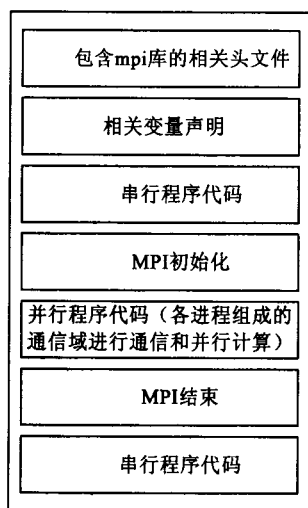 包含mpi库的相关头文件
相关变量声明
串行程序代码
MPI初始化
并行程序代码（各进程组成的
通信域进行通信和并行计算）
MPI结束
串行程序代码